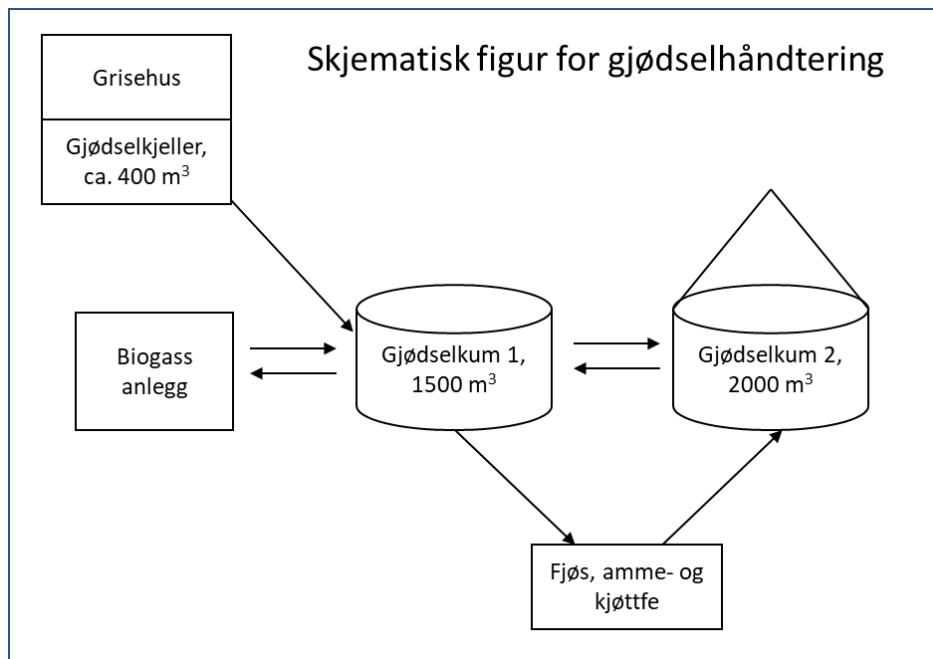 Skjematisk figur for gjødselhåndtering
Grisehus
Gjødselkjeller,
ca. 400 m³
Biogass
anlegg
Gjødselkum 1,
1500 m³
Gjødselkum 2,
2000 m³
Fjøs, amme- og
kjøttfe